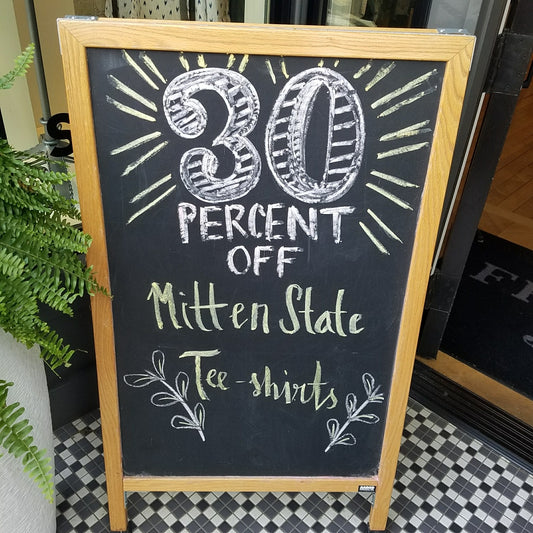 30
PERCENT
OFF
Mitten State
Tee-shirts